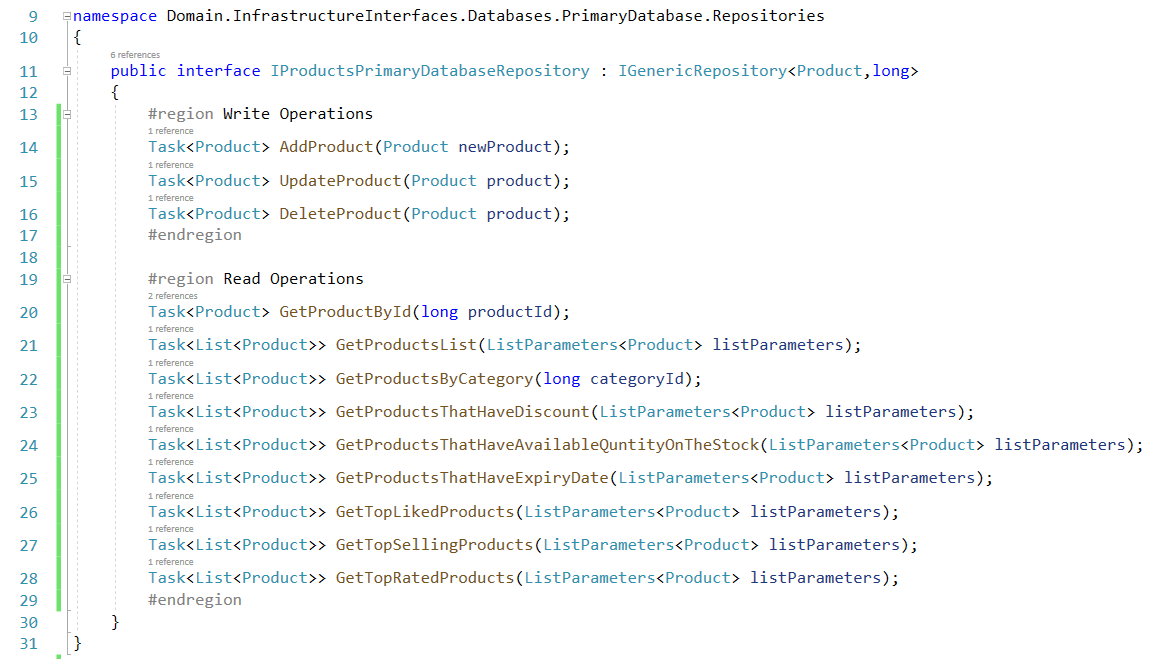 9 namespace Domain.InfrastructureInterfaces.Databases.PrimaryDatabase.Repositories
10 {
6 references
11 public interface IProductsPrimaryDatabaseRepository : IGenericRepository<Product,long>
12 {
13 #region Write Operations
1 reference
14 Task<Product> AddProduct(Product newProduct);
1 reference
15 Task<Product> UpdateProduct(Product product);
1 reference
16 Task<Product> DeleteProduct(Product product);
17 #endregion
18
19 #region Read Operations
2 references
20 Task<Product> GetProductById(long productId);
1 reference
21 Task<List<Product>> GetProductsList(ListParameters<Product> listParameters);
1 reference
22 Task<List<Product>> GetProductsByCategory(long categoryId);
1 reference
23 Task<List<Product>> GetProductsThatHaveDiscount(ListParameters<Product> listParameters);
1 reference
24 Task<List<Product>> GetProductsThatHaveAvailableQuntityOnTheStock(ListParameters<Product> listParameters);
1 reference
25 Task<List<Product>> GetProductsThatHaveExpiryDate(ListParameters<Product> listParameters);
1 reference
26 Task<List<Product>> GetTopLikedProducts(ListParameters<Product> listParameters);
1 reference
27 Task<List<Product>> GetTopSellingProducts(ListParameters<Product> listParameters);
1 reference
28 Task<List<Product>> GetTopRatedProducts(ListParameters<Product> listParameters);
29 #endregion
30 }
31 }